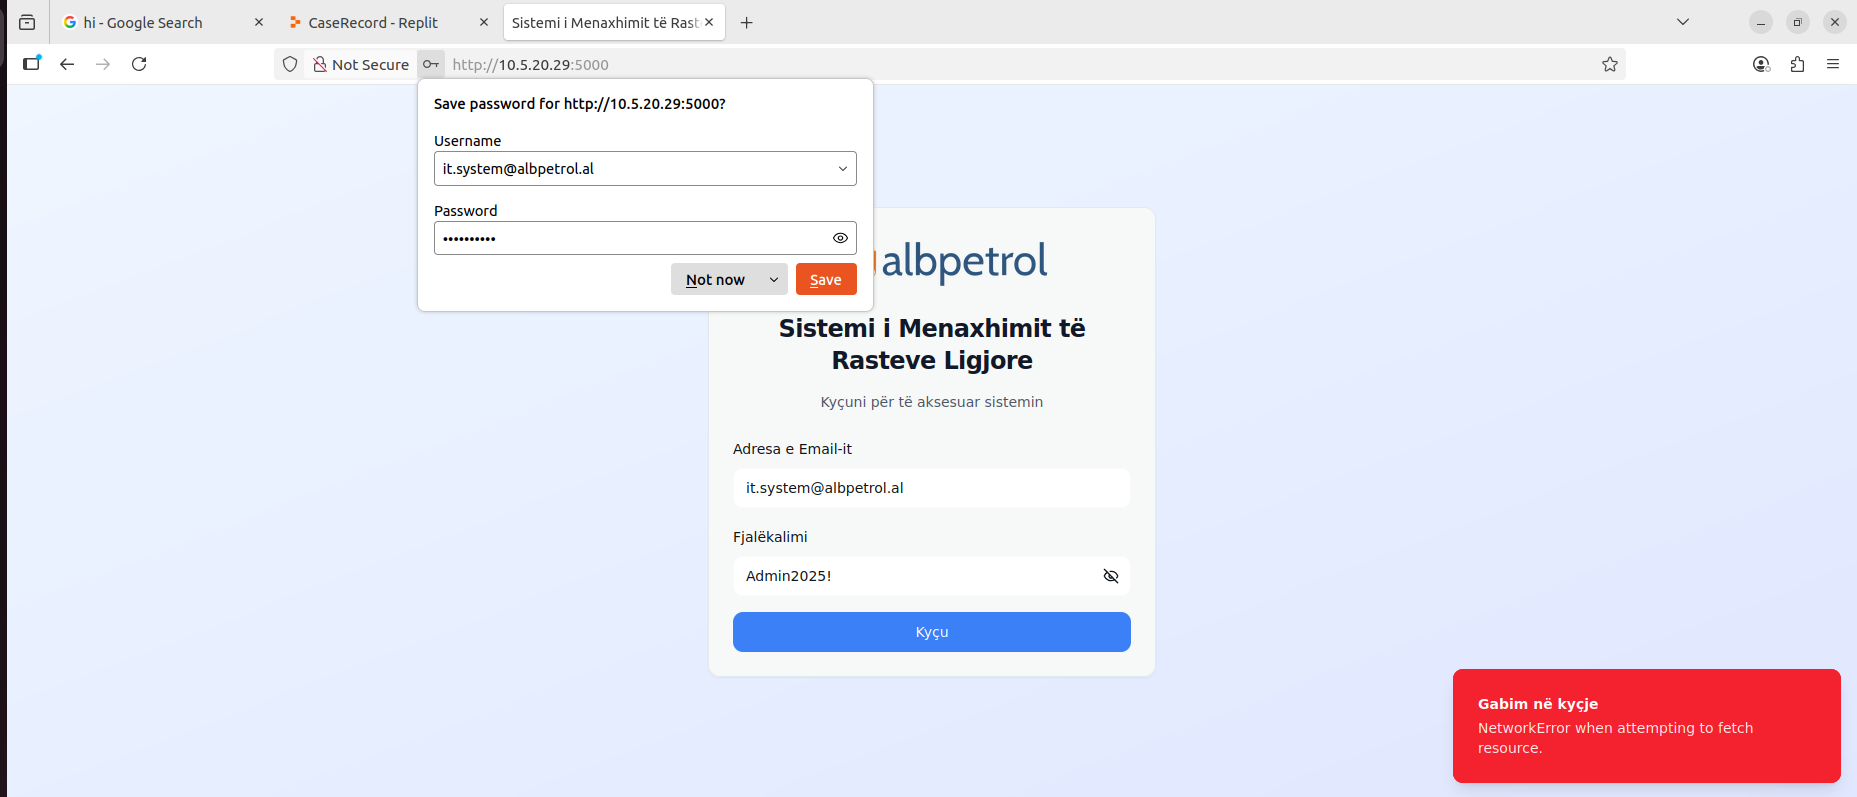 hi - Google Search
CaseRecord - Replit
Sistemi i Menaxhimit të Rast
Not Secure
http://10.5.20.29:5000
Save password for http://10.5.20.29:5000?
Username
it.system@albpetrol.al
Password
••••••••••
Not now
Save
albpetrol
Sistemi i Menaxhimit të
Rasteve Ligjore
Kyçuni për të aksesuar sistemin
Adresa e Email-it
it.system@albpetrol.al
Fjalëkalimi
Admin2025!
Kyçu
Gabim në kyçje
NetworkError when attempting to fetch
resource.